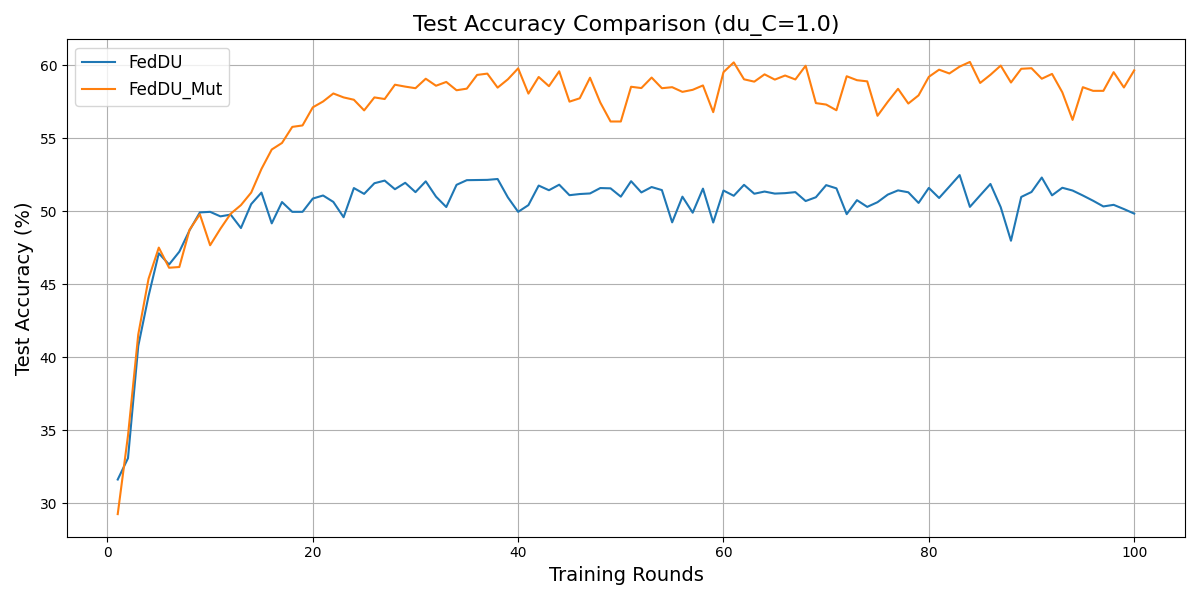 Test Accuracy Comparison (du_C=1.0)
FedDU
FedDU_Mut
Test Accuracy (%)
60
55
50
45
40
35
30
0 20 40 60 80 100
Training Rounds